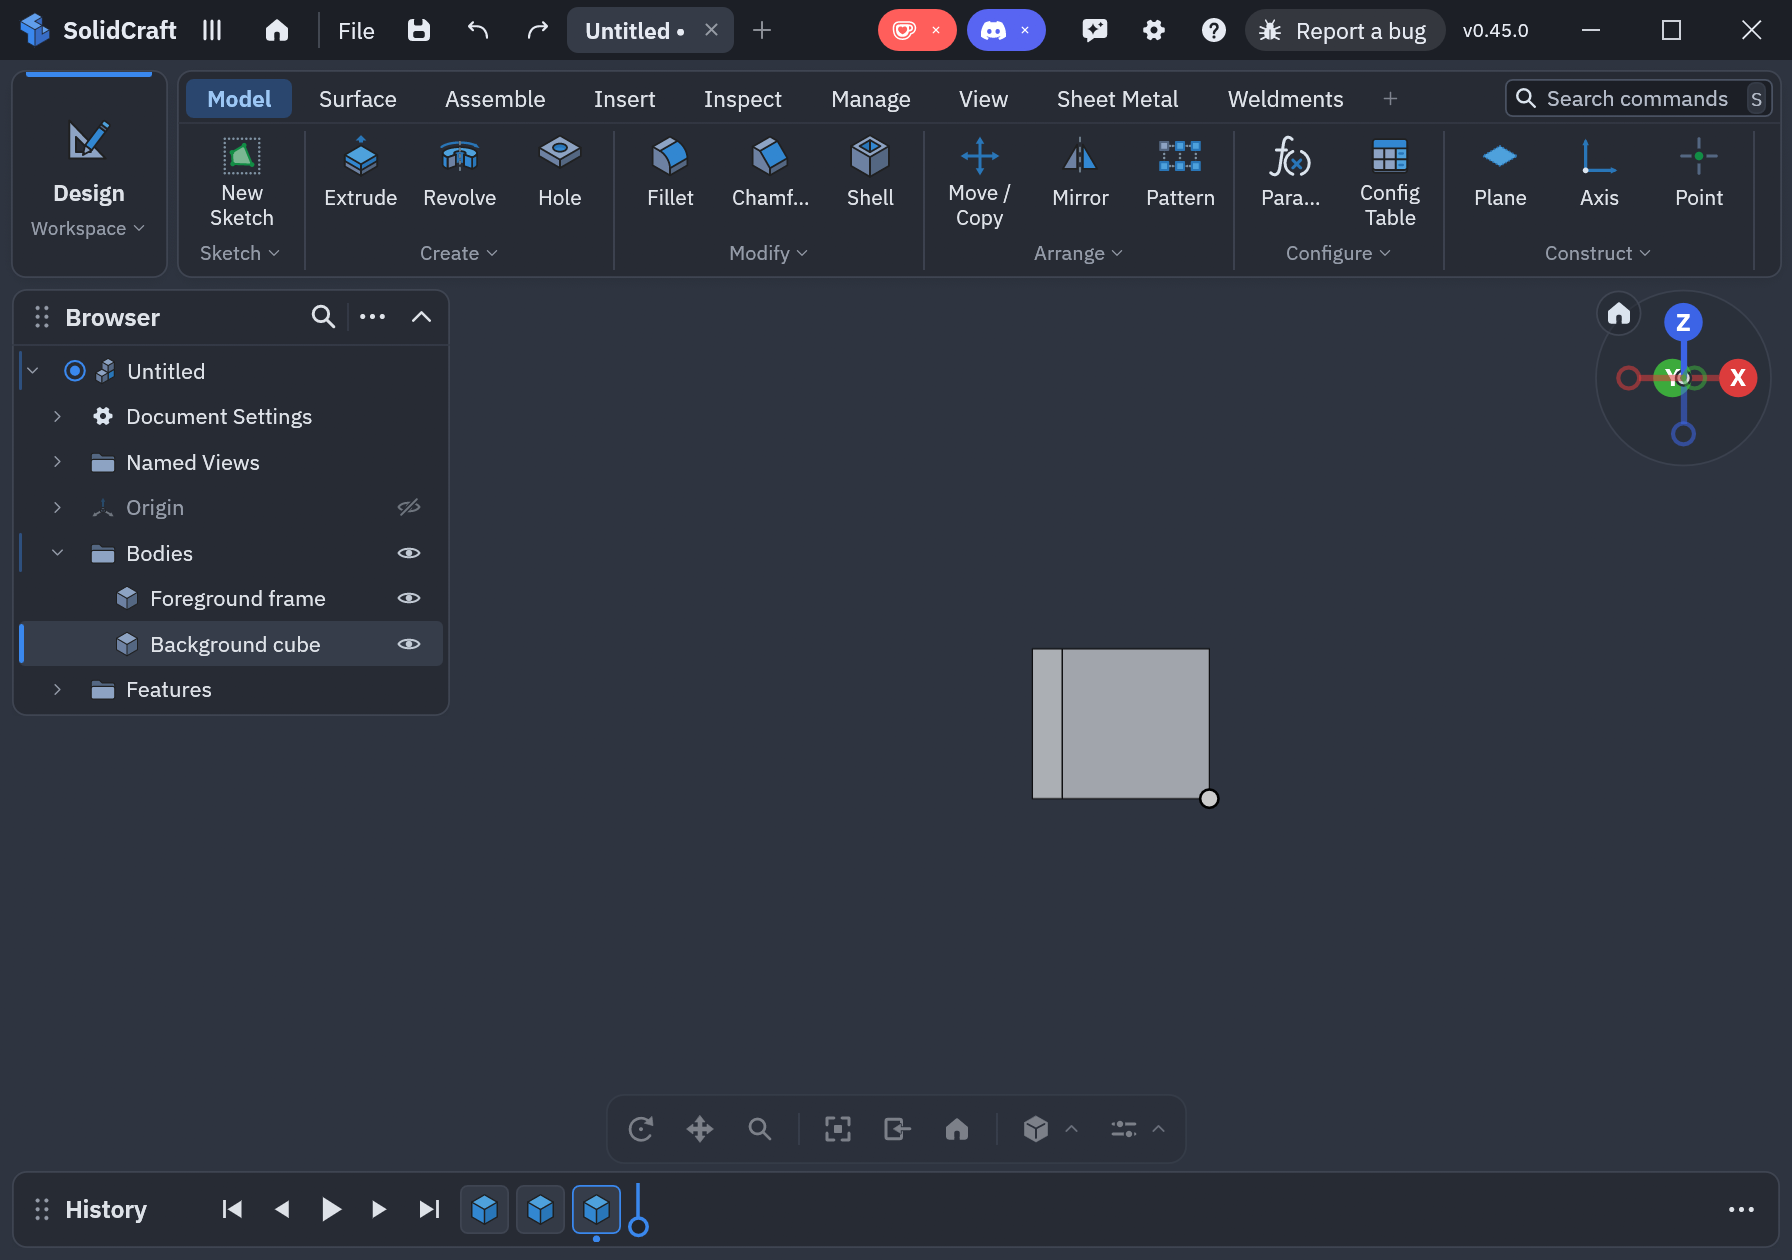 SolidCraft
File
Untitled •
Report a bug
v0.45.0
Design
Workspace
Model
Surface
Assemble
Insert
Inspect
Manage
View
Sheet Metal
Weldments
Search commands
S
New
Sketch
Extrude
Revolve
Hole
Fillet
Chamf...
Shell
Move /
Copy
Mirror
Pattern
f(x)
Para...
Config
Table
Plane
Axis
Point
Sketch
Create
Modify
Arrange
Configure
Construct
Browser
Untitled
Document Settings
Named Views
Origin
Bodies
Foreground frame
Background cube
Features
Z
Y
X
History